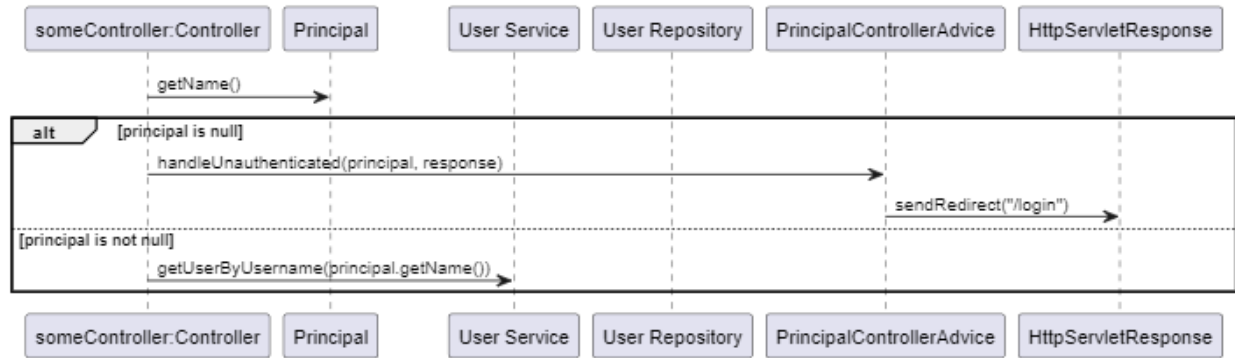 someController:Controller Principal User Service User Repository PrincipalControllerAdvice HttpServletResponse
getName()
alt [principal is null]
handleUnauthenticated(principal, response)
sendRedirect("/login")
[principal is not null]
getUserByUsername(principal.getName())
someController:Controller Principal User Service User Repository PrincipalControllerAdvice HttpServletResponse